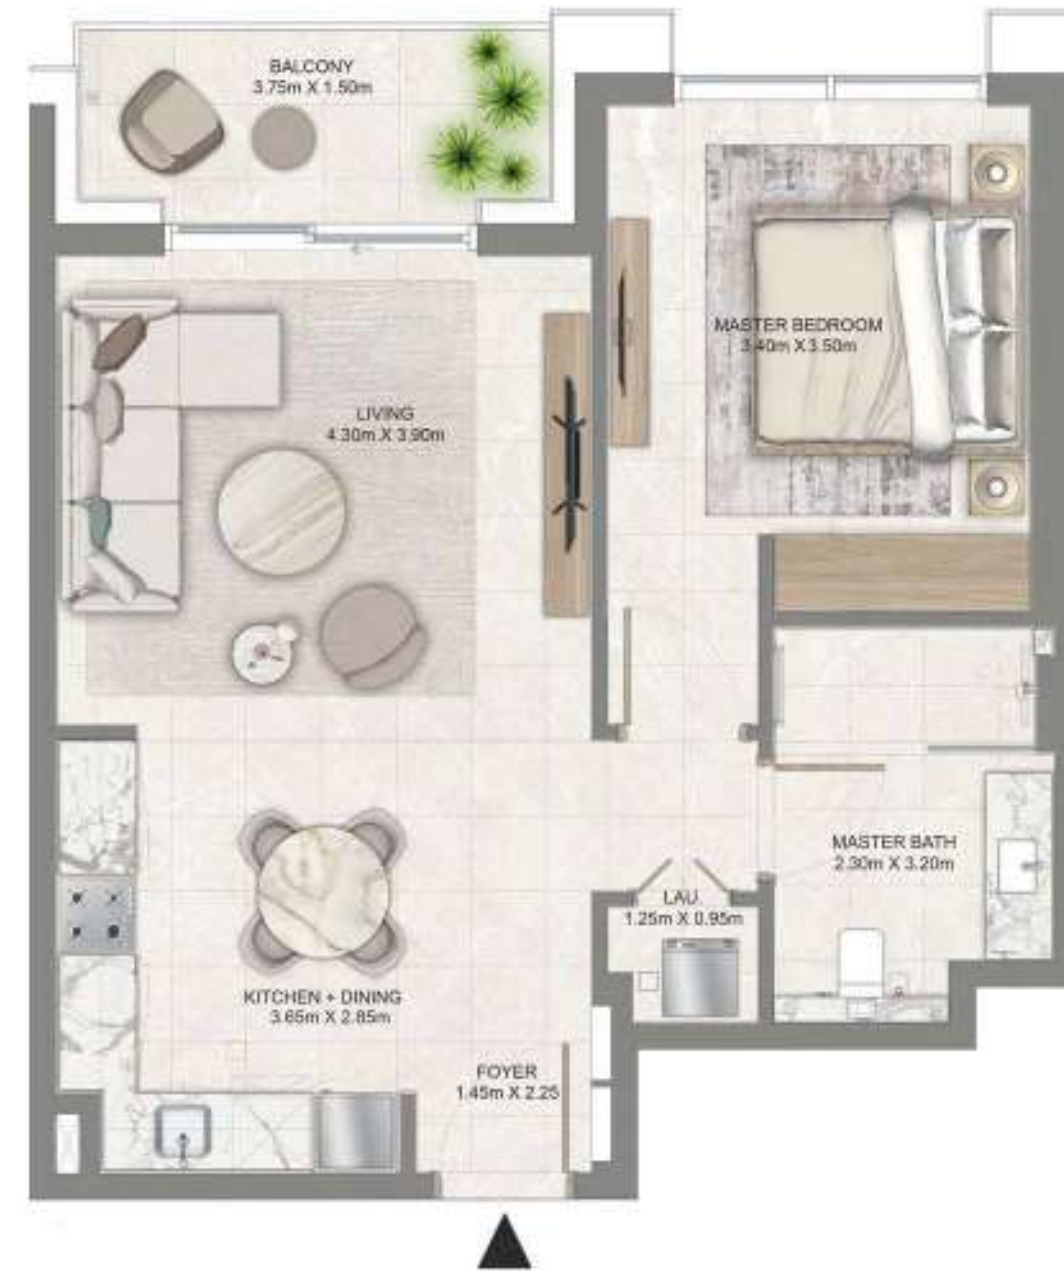 BALCONY
3.75m X 1.50m
MASTER BEDROOM
3.40m X 3.50m
LIVING
4.30m X 3.90m
MASTER BATH
2.30m X 3.20m
LAU.
1.25m X 0.95m
KITCHEN + DINING
3.65m X 2.85m
FOYER
1.45m X 2.25